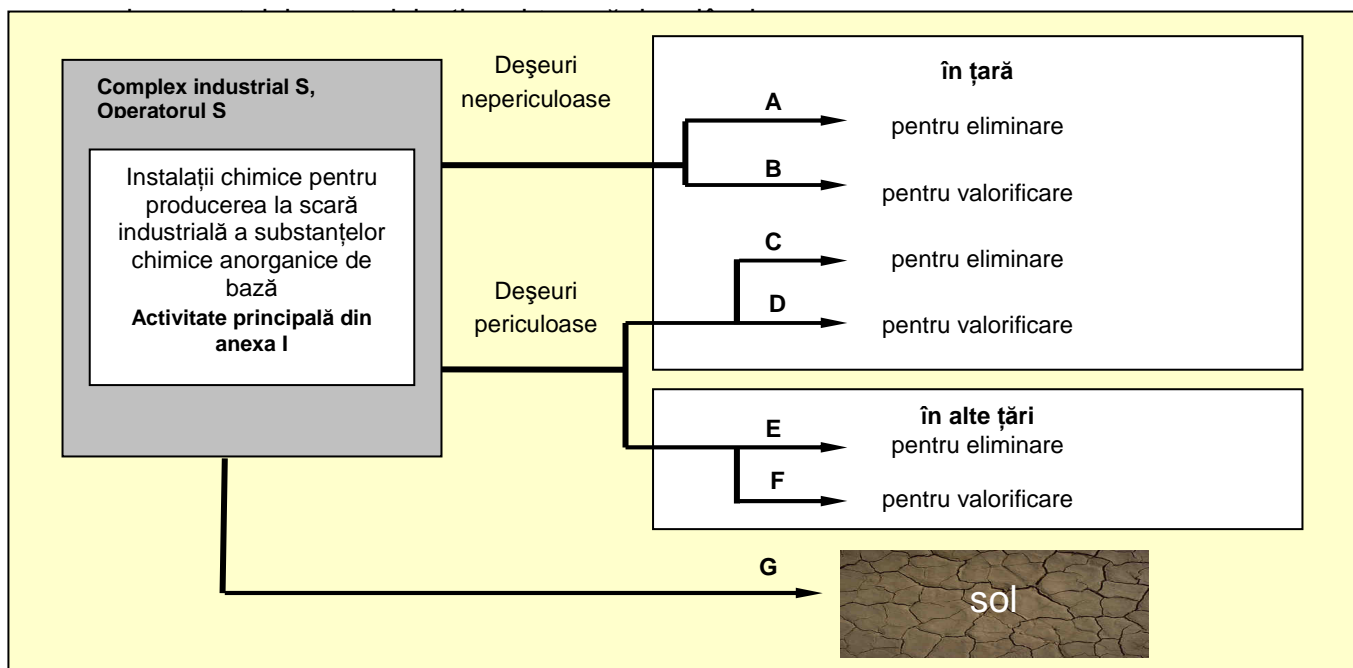 Complex industrial S,
Operatorul S
Instalații chimice pentru
producerea la scară
industrială a substanțelor
chimice anorganice de
bază
Activitate principală din
anexa I
Deşeuri
nepericuloase
Deşeuri
periculoase
în țară
A
pentru eliminare
B
pentru valorificare
C
pentru eliminare
D
pentru valorificare
în alte țări
E
pentru eliminare
F
pentru valorificare
G
sol